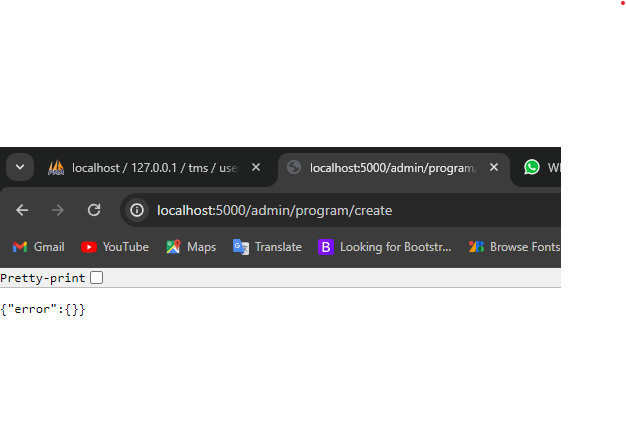 localhost / 127.0.0.1 / tms / use
localhost:5000/admin/program
localhost:5000/admin/program/create
Gmail YouTube Maps Translate B Looking for Bootstr... Browse Fonts
Pretty-print
{"error":{}}